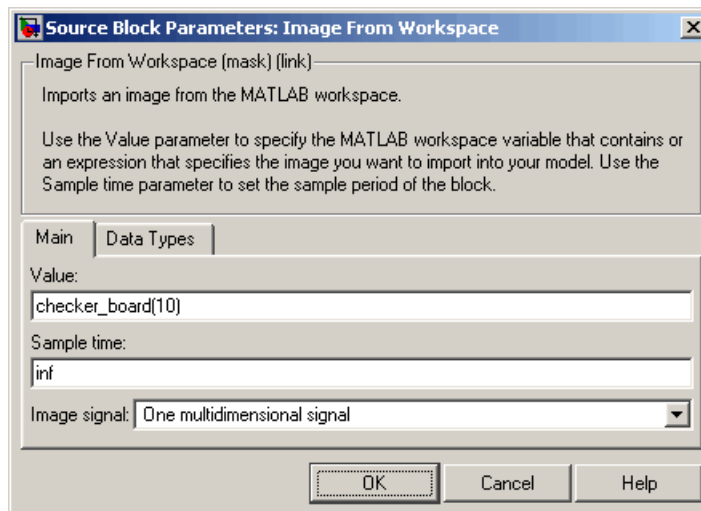 Source Block Parameters: Image From Workspace
Image From Workspace (mask) (link)
Imports an image from the MATLAB workspace.
Use the Value parameter to specify the MATLAB workspace variable that contains or
an expression that specifies the image you want to import into your model. Use the
Sample time parameter to set the sample period of the block.
Main Data Types
Value:
checker_board(10)
Sample time:
inf
Image signal: One multidimensional signal
OK Cancel Help